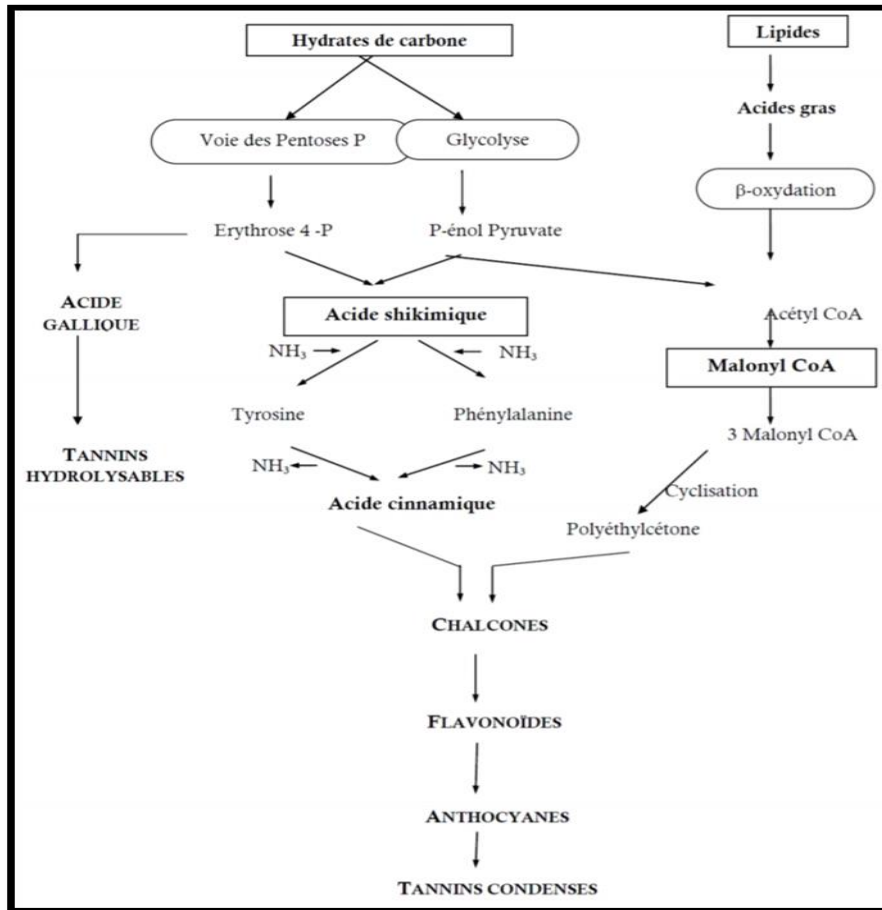 Hydrates de carbone
Lipides
Acides gras
Voie des Pentoses P
Glycolyse
β-oxydation
Erythrose 4 -P
P-énol Pyruvate
ACIDE
GALLIQUE
Acide shikimique
Acétyl CoA
NH₃
NH₃
Malonyl CoA
Tyrosine
Phénylalanine
3 Malonyl CoA
TANNINS
HYDROLYSABLES
NH₃
NH₃
Cyclisation
Acide cinnamique
Polyéthylcétone
CHALCONES
FLAVONOÏDES
ANTHOCYANES
TANNINS CONDENSES